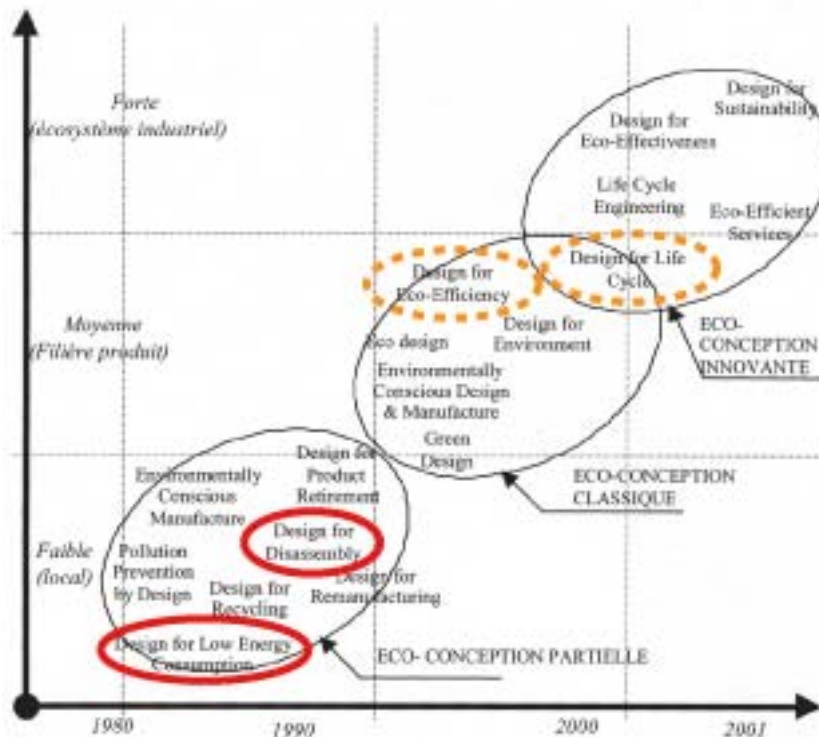 Forte
(écosystème industriel)
Design for
Sustainability
Design for
Eco-Effectiveness
Life Cycle
Engineering
Eco-Efficient
Services
Design for
Eco-Efficiency
Design for Life
Cycle
Moyenne
(Filière produit)
Eco design
Design for
Environment
Environmentally
Conscious Design
& Manufacture
Green
Design
ECO-
CONCEPTION
INNOVANTE
ECO-CONCEPTION
CLASSIQUE
Faible
(local)
Environmentally
Conscious
Manufacture
Design for
Product
Retirement
Design for
Disassembly
Pollution
Prevention
by Design
Design for
Recycling
Design for
Remanufacturing
Design for Low Energy
Consumption
ECO- CONCEPTION PARTIELLE
1980
1990
2000
2001